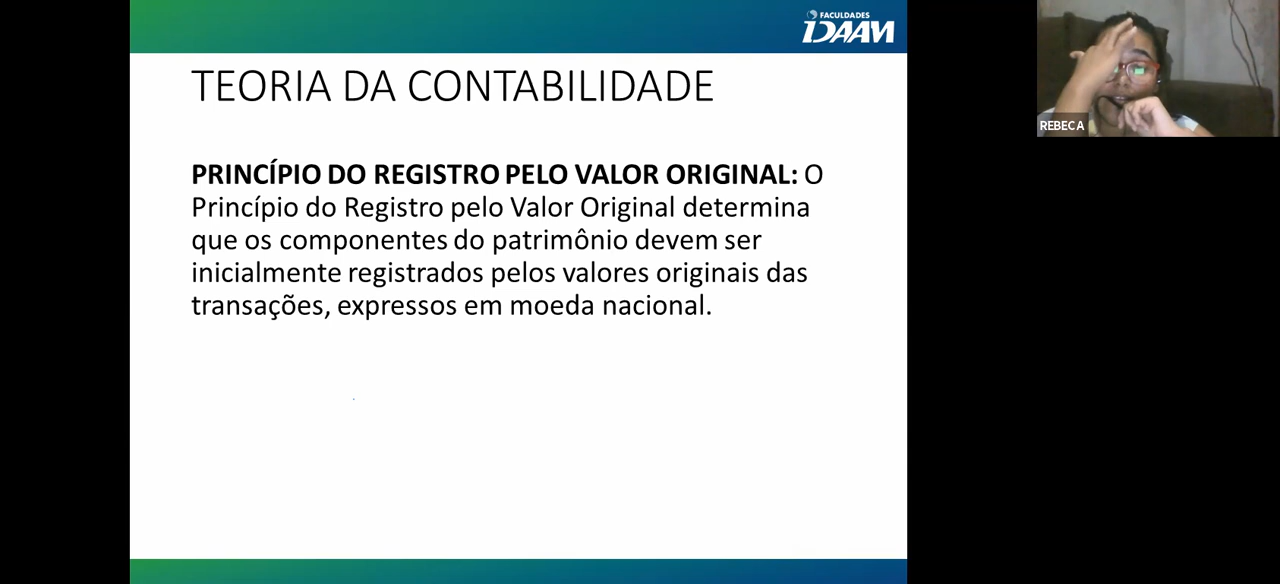 FACULDADES
IDAAM
TEORIA DA CONTABILIDADE
PRINCÍPIO DO REGISTRO PELO VALOR ORIGINAL: O
Princípio do Registro pelo Valor Original determina
que os componentes do patrimônio devem ser
inicialmente registrados pelos valores originais das
transações, expressos em moeda nacional.
REBECA